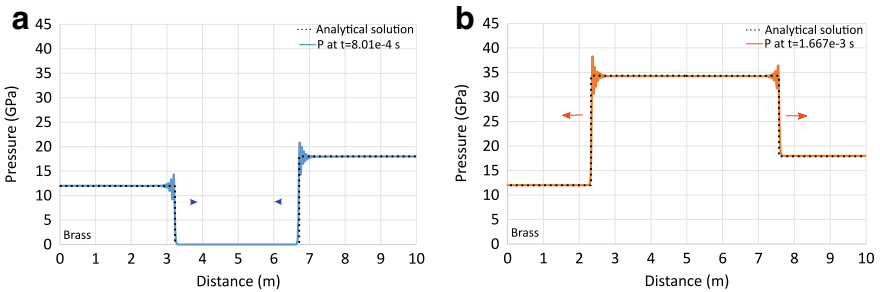 a
45
40
35
30
25
20
15
10
5
0
Pressure (GPa)
Analytical solution
P at t=8.01e-4 s
Brass
0 1 2 3 4 5 6 7 8 9 10
Distance (m)
b
45
40
35
30
25
20
15
10
5
0
Pressure (GPa)
Analytical solution
P at t=1.667e-3 s
Brass
0 1 2 3 4 5 6 7 8 9 10
Distance (m)